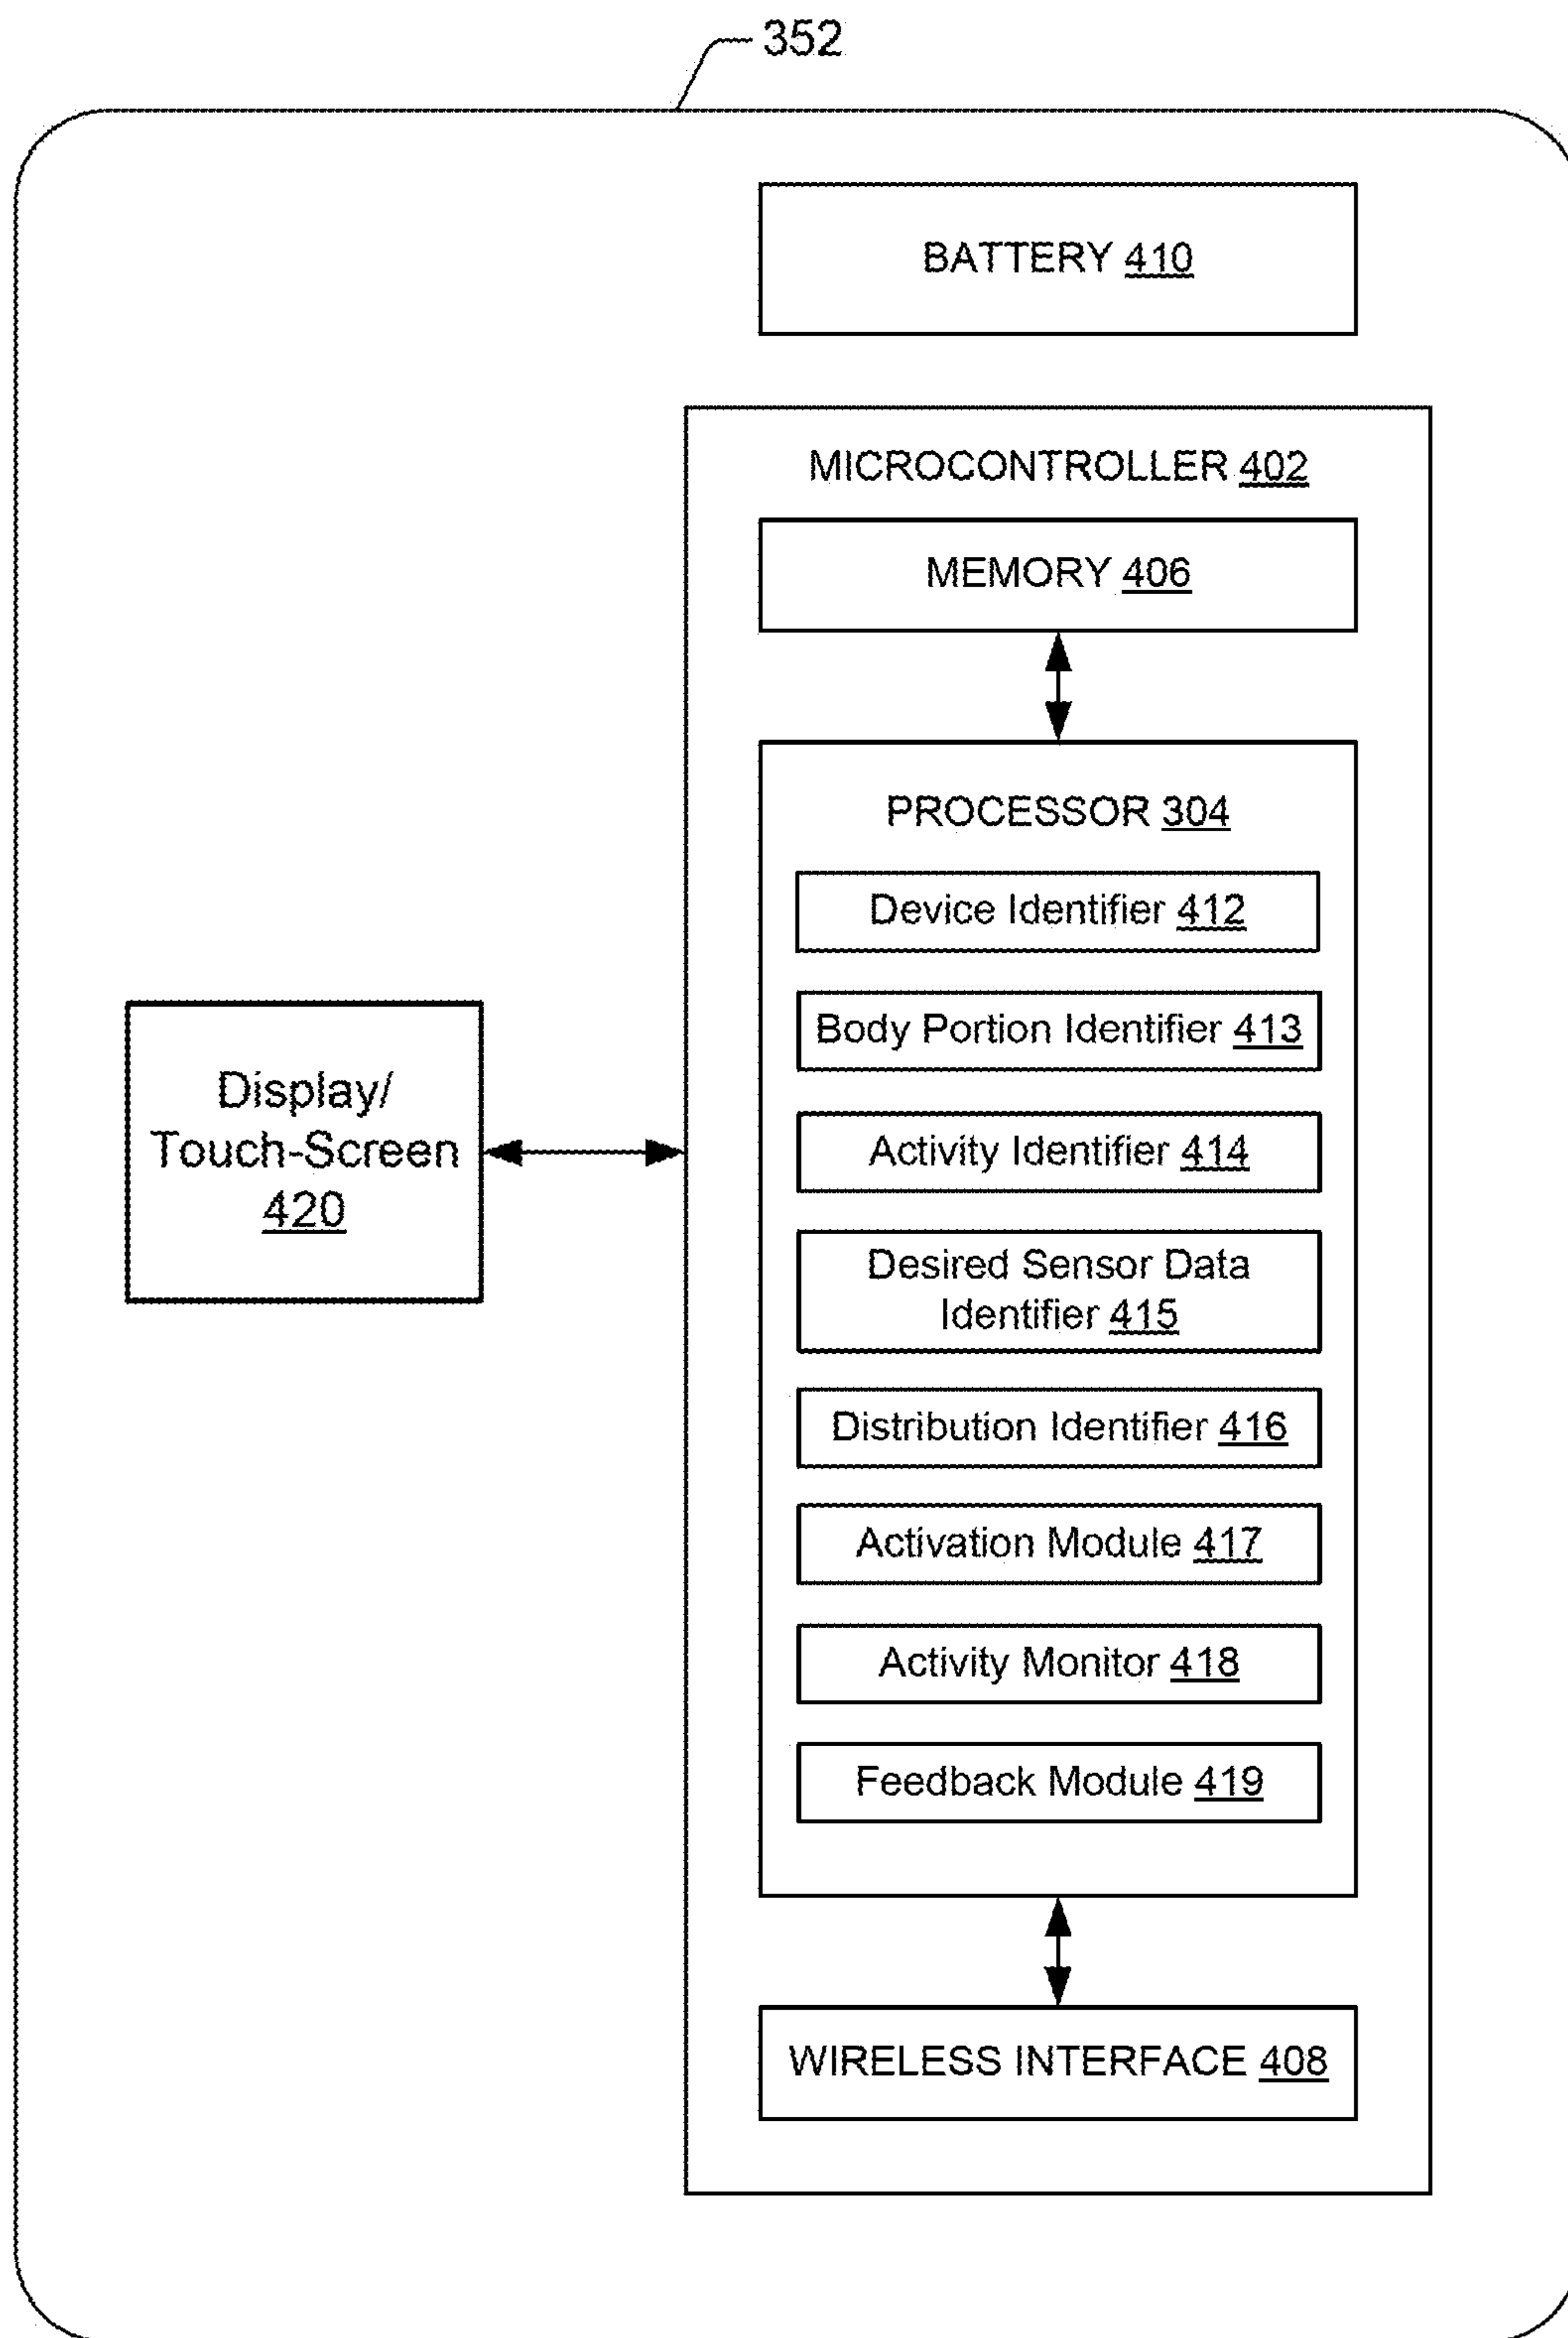 352
BATTERY 410
MICROCONTROLLER 402
MEMORY 406
PROCESSOR 304
Device Identifier 412
Body Portion Identifier 413
Activity Identifier 414
Desired Sensor Data
Identifier 415
Distribution Identifier 416
Activation Module 417
Activity Monitor 418
Feedback Module 419
WIRELESS INTERFACE 408
Display/
Touch-Screen
420